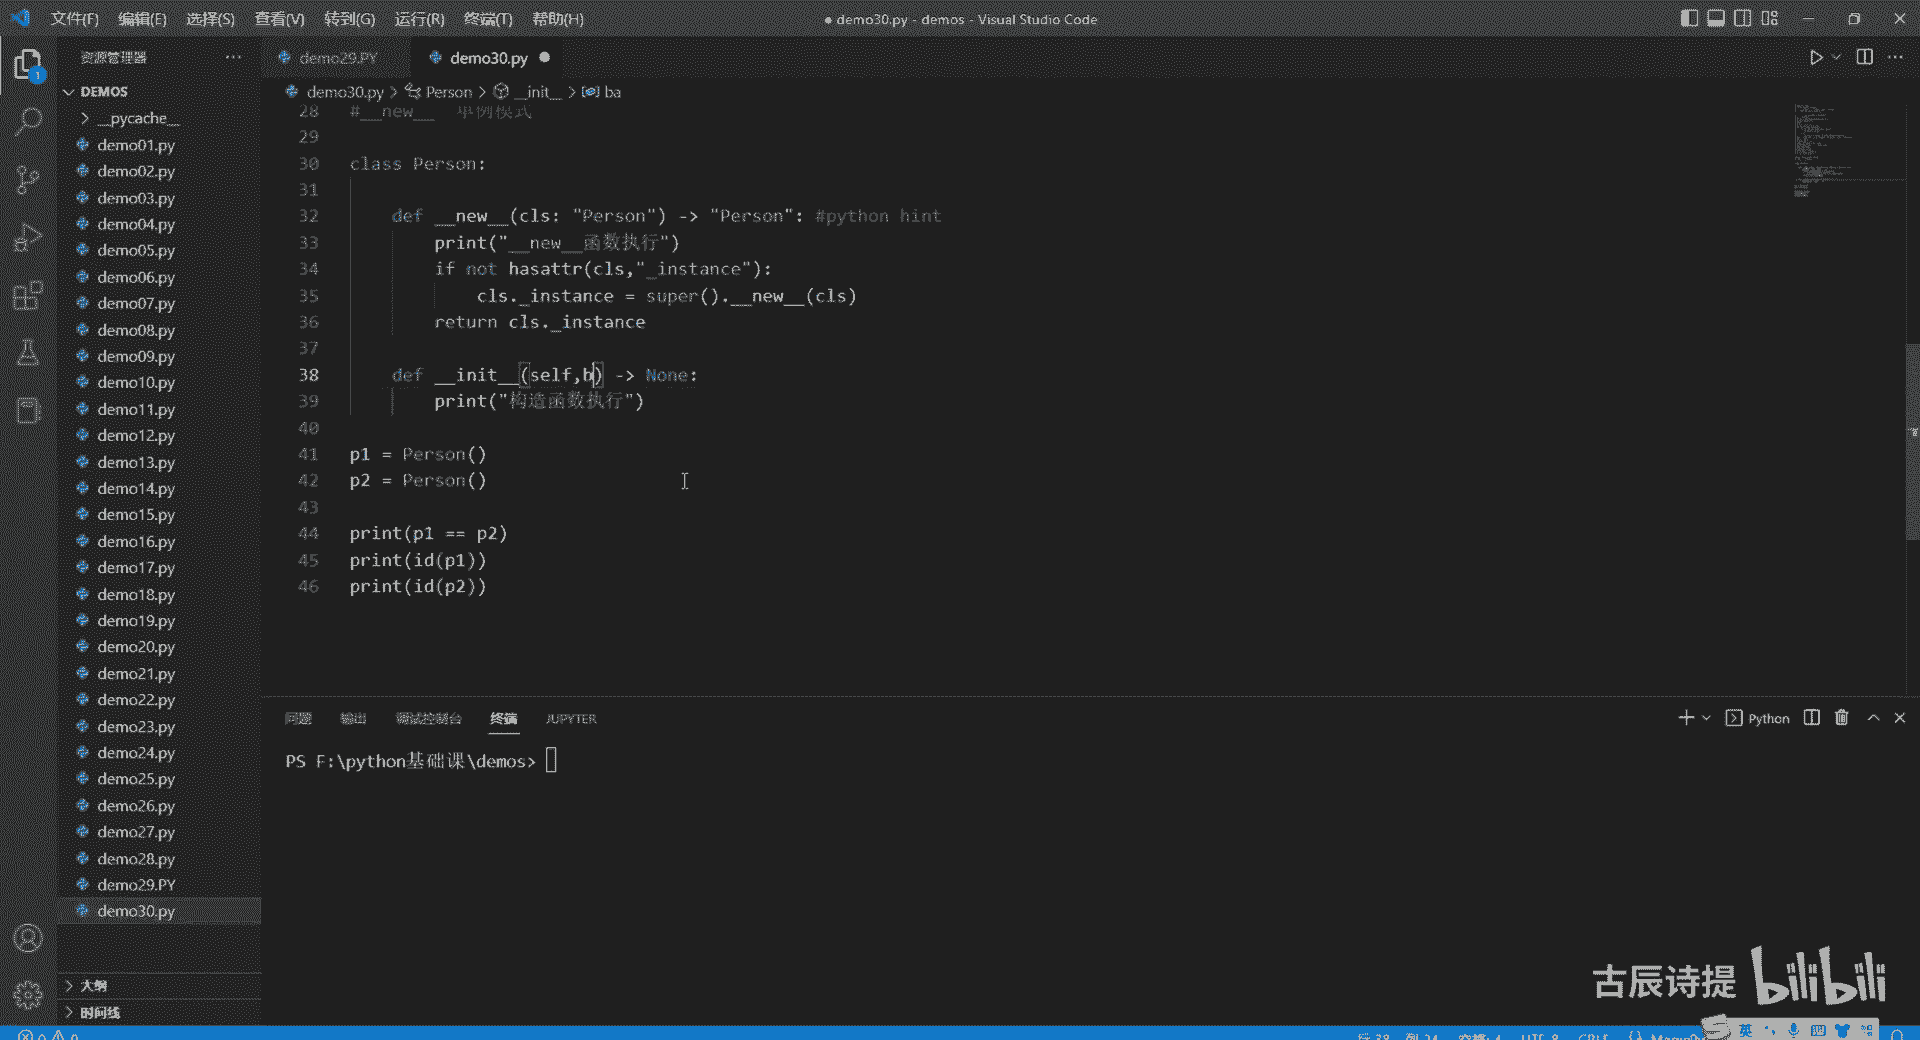 文件(F) 编辑(E) 选择(S) 查看(V) 转到(G) 运行(R) 终端(T) 帮助(H)
● demo30.py - demos - Visual Studio Code
资源管理器
demo29.PY
demo30.py
1
DEMOS
__pycache__
demo01.py
demo02.py
demo03.py
demo04.py
demo05.py
demo06.py
demo07.py
demo08.py
demo09.py
demo10.py
demo11.py
demo12.py
demo13.py
demo14.py
demo15.py
demo16.py
demo17.py
demo18.py
demo19.py
demo20.py
demo21.py
demo22.py
demo23.py
demo24.py
demo25.py
demo26.py
demo27.py
demo28.py
demo29.PY
demo30.py
大纲
时间线
demo30.py > Person > __init__ > ba
28 #__new__ 单例模式
29
30 class Person:
31
32 def __new__(cls: "Person") -> "Person": #python hint
33 print("__new__函数执行")
34 if not hasattr(cls,"_instance"):
35 cls._instance = super().__new__(cls)
36 return cls._instance
37
38 def __init__(self,b) -> None:
39 print("构造函数执行")
40
41 p1 = Person()
42 p2 = Person()
43
44 print(p1 == p2)
45 print(id(p1))
46 print(id(p2))
问题 输出 调试控制台 终端 JUPYTER
Python
PS F:\python基础课\demos>
古辰诗提 bilibili
英